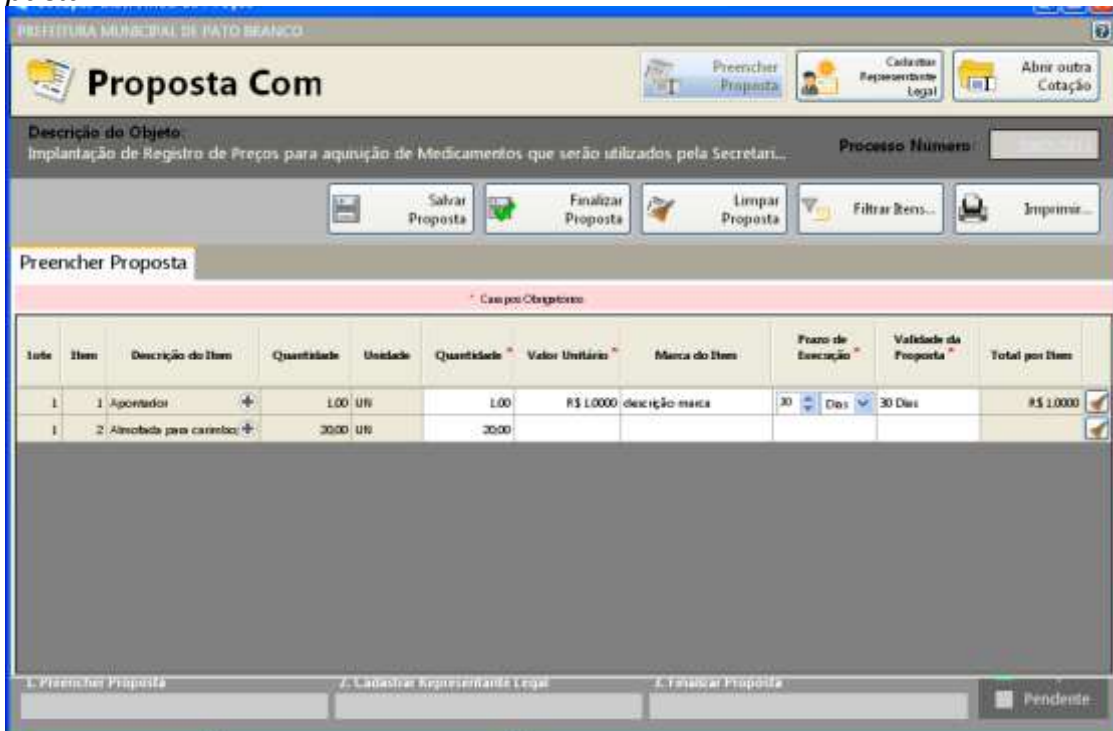 PREFEITURA MUNICIPAL DE PATO BRANCO
Proposta Com
Preencher Proposta
Cadastrar Representante Legal
Abrir outra Cotação
Descrição do Objeto:
Implantação de Registro de Preços para aquisição de Medicamentos que serão utilizados pela Secretari...
Processo Numero:
Salvar Proposta
Finalizar Proposta
Limpar Proposta
Filtrar Itens...
Imprimir...
Preencher Proposta
* Campos Obrigatórios
Lote Item Descrição do Item Quantidade Unidade Quantidade * Valor Unitário * Marca do Item Prazo de Execução * Validade da Proposta * Total por Item
1 1 Apontador 1,00 UN 1,00 R$ 1,0000 descrição marca 30 Dias 30 Dias R$ 1,0000
1 2 Almofada para carimbo; 20,00 UN 20,00
1. Preencher Proposta
2. Cadastrar Representante Legal
3. Finalizar Proposta
Pendente